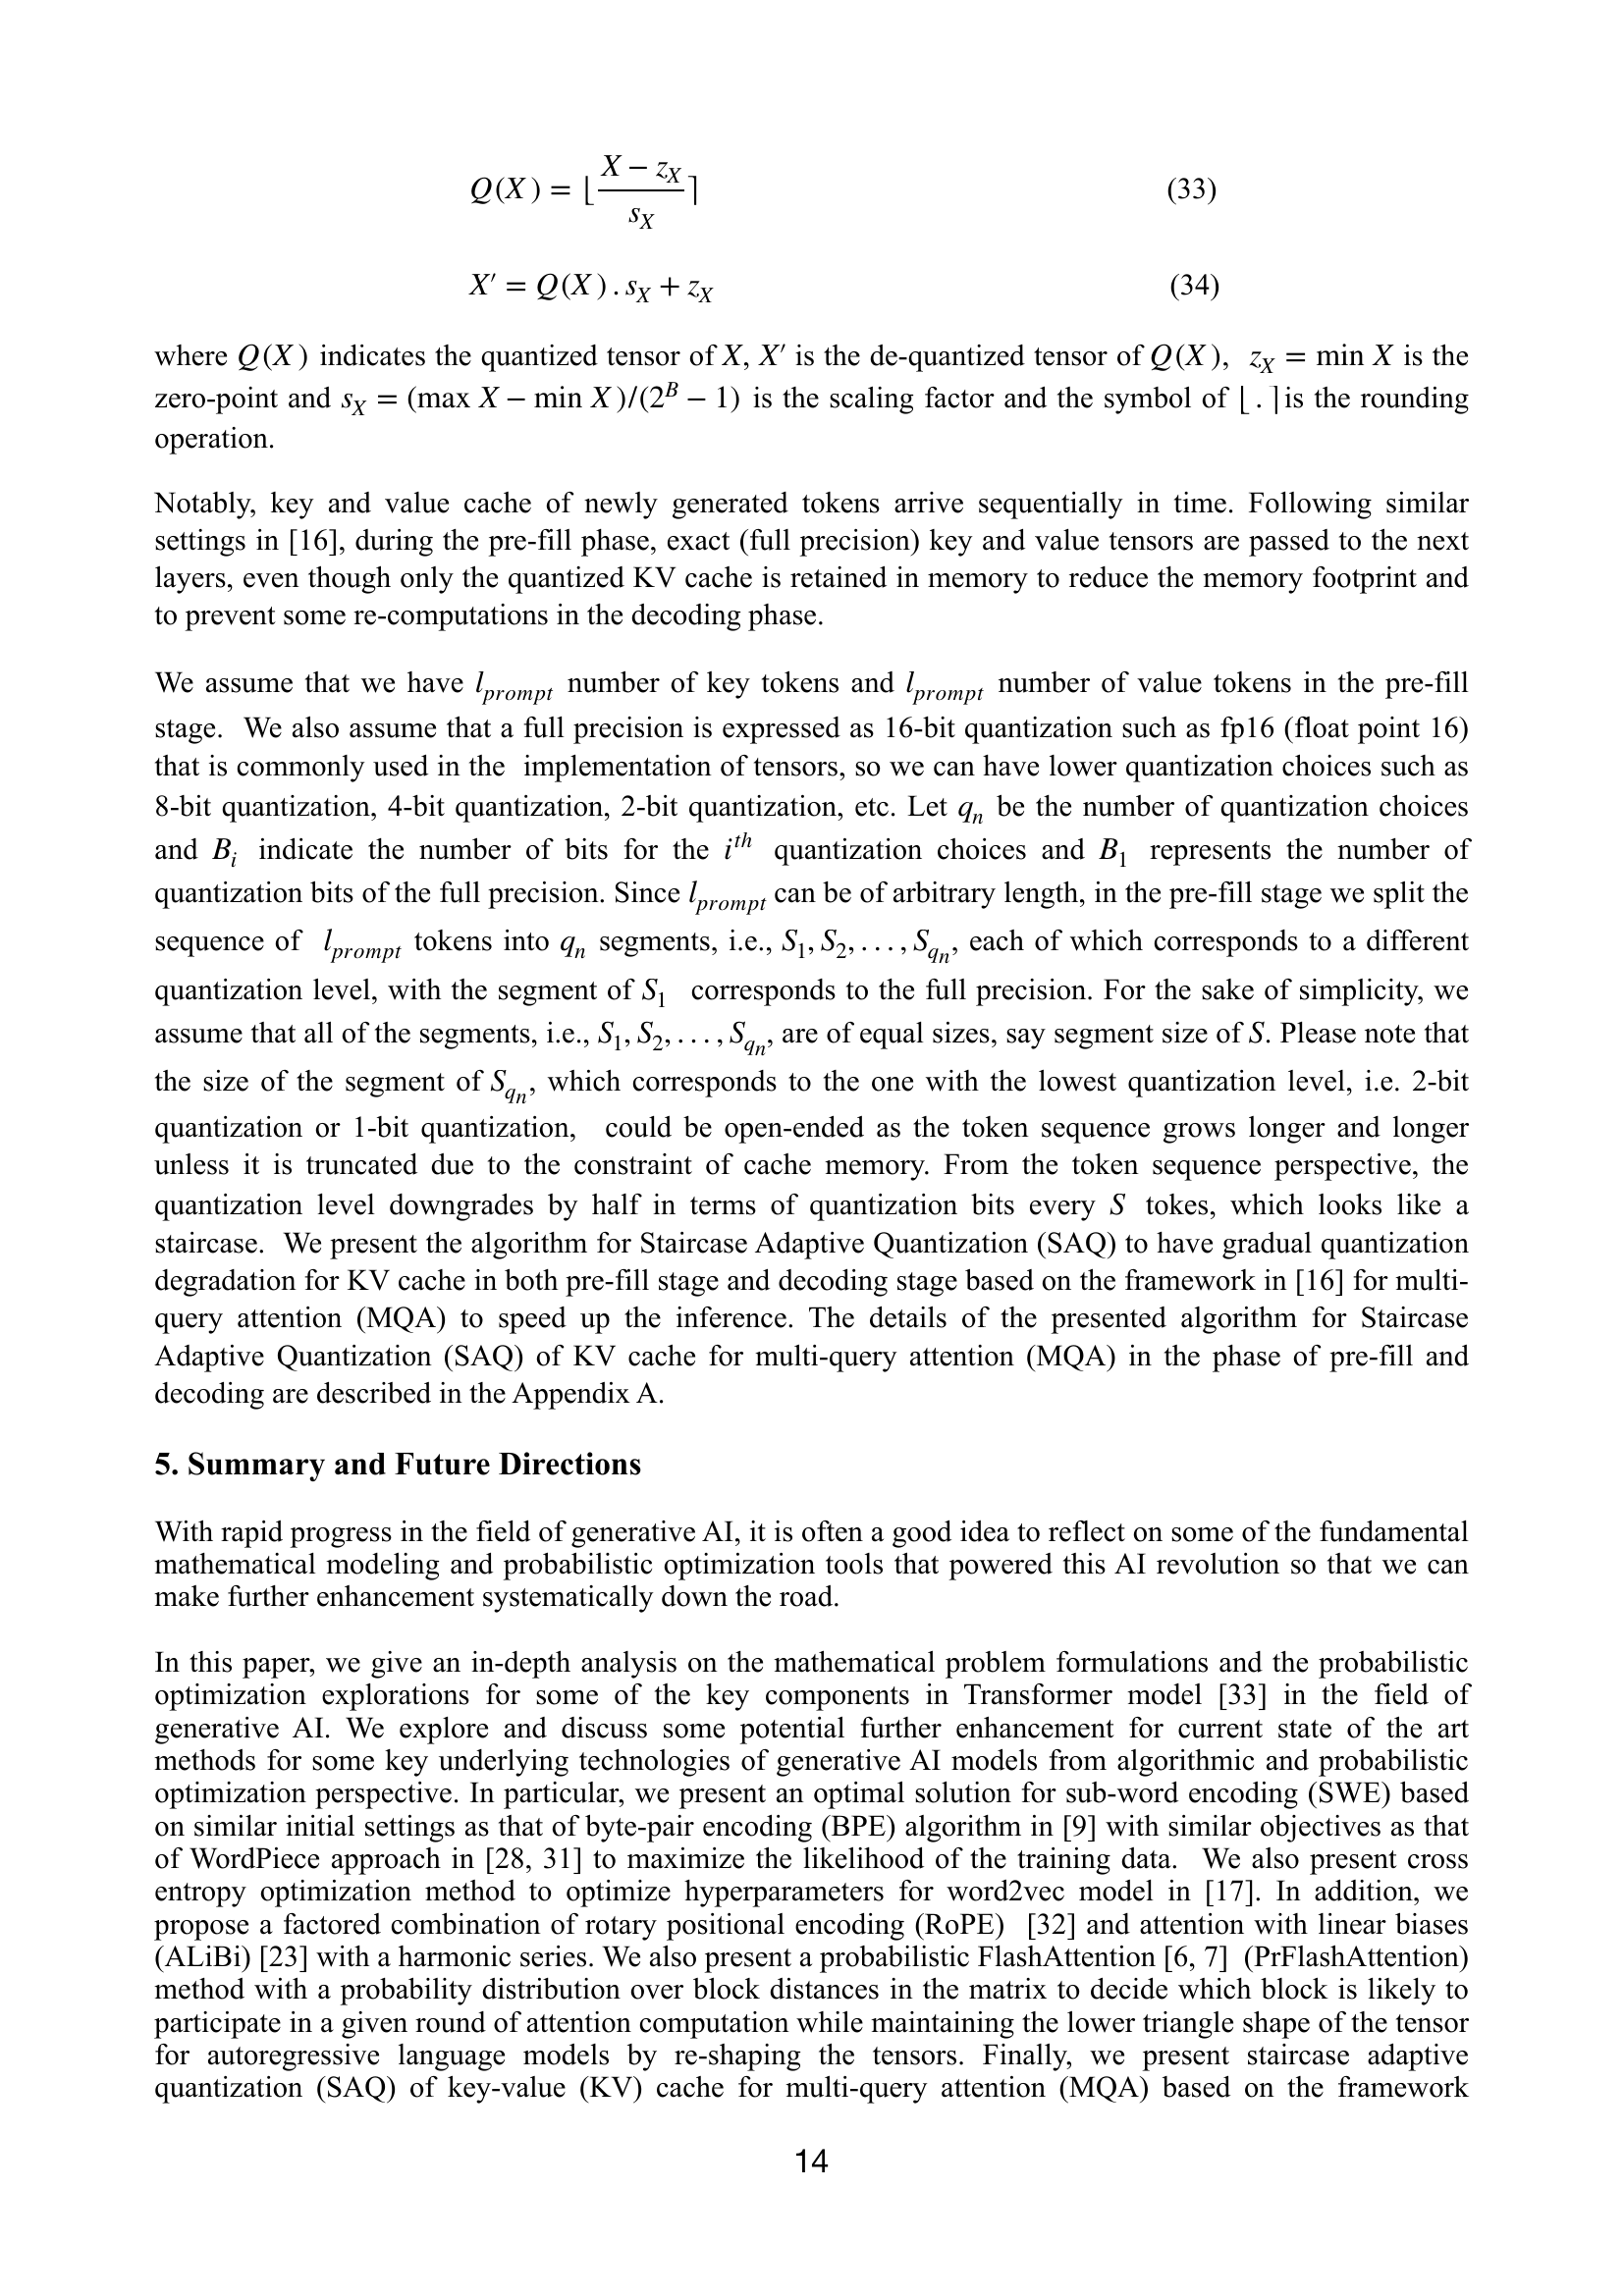 Q(X) = ⌊(X − z_X)/s_X⌉ (33)
X′ = Q(X) . s_X + z_X (34)
where Q(X) indicates the quantized tensor of X, X′ is the de-quantized tensor of Q(X), z_X = min X is the
zero-point and s_X = (max X − min X)/(2^B − 1) is the scaling factor and the symbol of ⌊ . ⌉ is the rounding
operation.
Notably, key and value cache of newly generated tokens arrive sequentially in time. Following similar
settings in [16], during the pre-fill phase, exact (full precision) key and value tensors are passed to the next
layers, even though only the quantized KV cache is retained in memory to reduce the memory footprint and
to prevent some re-computations in the decoding phase.
We assume that we have l_prompt number of key tokens and l_prompt number of value tokens in the pre-fill
stage. We also assume that a full precision is expressed as 16-bit quantization such as fp16 (float point 16)
that is commonly used in the implementation of tensors, so we can have lower quantization choices such as
8-bit quantization, 4-bit quantization, 2-bit quantization, etc. Let q_n be the number of quantization choices
and B_i indicate the number of bits for the i^th quantization choices and B_1 represents the number of
quantization bits of the full precision. Since l_prompt can be of arbitrary length, in the pre-fill stage we split the
sequence of l_prompt tokens into q_n segments, i.e., S_1, S_2, . . . , S_q_n, each of which corresponds to a different
quantization level, with the segment of S_1 corresponds to the full precision. For the sake of simplicity, we
assume that all of the segments, i.e., S_1, S_2, . . . , S_q_n, are of equal sizes, say segment size of S. Please note that
the size of the segment of S_q_n, which corresponds to the one with the lowest quantization level, i.e. 2-bit
quantization or 1-bit quantization, could be open-ended as the token sequence grows longer and longer
unless it is truncated due to the constraint of cache memory. From the token sequence perspective, the
quantization level downgrades by half in terms of quantization bits every S tokes, which looks like a
staircase. We present the algorithm for Staircase Adaptive Quantization (SAQ) to have gradual quantization
degradation for KV cache in both pre-fill stage and decoding stage based on the framework in [16] for multi-
query attention (MQA) to speed up the inference. The details of the presented algorithm for Staircase
Adaptive Quantization (SAQ) of KV cache for multi-query attention (MQA) in the phase of pre-fill and
decoding are described in the Appendix A.
5. Summary and Future Directions
With rapid progress in the field of generative AI, it is often a good idea to reflect on some of the fundamental
mathematical modeling and probabilistic optimization tools that powered this AI revolution so that we can
make further enhancement systematically down the road.
In this paper, we give an in-depth analysis on the mathematical problem formulations and the probabilistic
optimization explorations for some of the key components in Transformer model [33] in the field of
generative AI. We explore and discuss some potential further enhancement for current state of the art
methods for some key underlying technologies of generative AI models from algorithmic and probabilistic
optimization perspective. In particular, we present an optimal solution for sub-word encoding (SWE) based
on similar initial settings as that of byte-pair encoding (BPE) algorithm in [9] with similar objectives as that
of WordPiece approach in [28, 31] to maximize the likelihood of the training data. We also present cross
entropy optimization method to optimize hyperparameters for word2vec model in [17]. In addition, we
propose a factored combination of rotary positional encoding (RoPE) [32] and attention with linear biases
(ALiBi) [23] with a harmonic series. We also present a probabilistic FlashAttention [6, 7] (PrFlashAttention)
method with a probability distribution over block distances in the matrix to decide which block is likely to
participate in a given round of attention computation while maintaining the lower triangle shape of the tensor
for autoregressive language models by re-shaping the tensors. Finally, we present staircase adaptive
quantization (SAQ) of key-value (KV) cache for multi-query attention (MQA) based on the framework
14